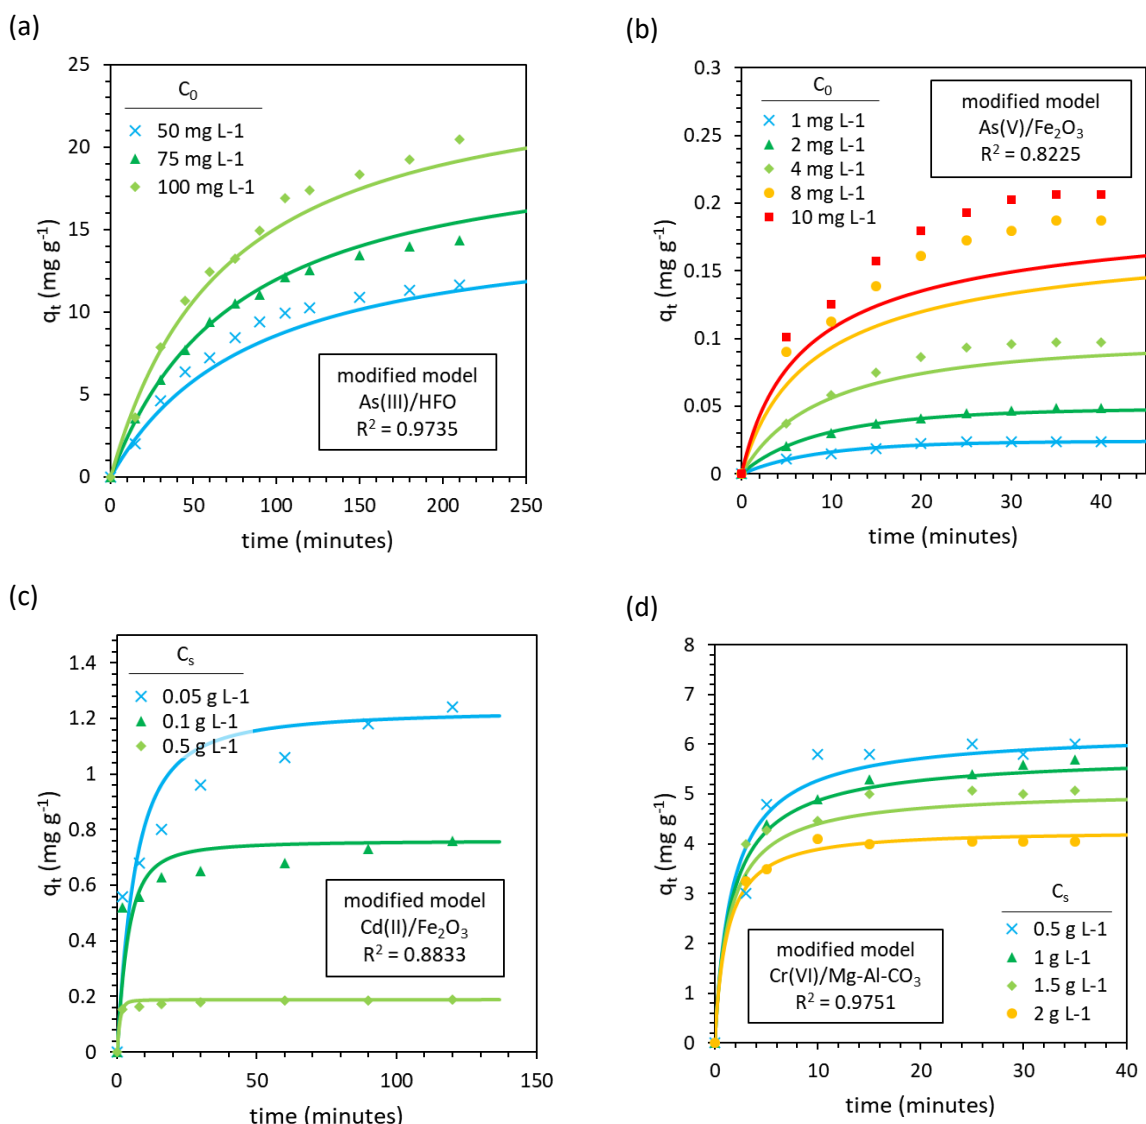 (a)
25
20
15
10
5
0
qt (mg g-1)
C0
50 mg L-1
75 mg L-1
100 mg L-1
modified model
As(III)/HFO
R2 = 0.9735
0 50 100 150 200 250
time (minutes)
(b)
0.3
0.25
0.2
0.15
0.1
0.05
0
qt (mg g-1)
C0
1 mg L-1
2 mg L-1
4 mg L-1
8 mg L-1
10 mg L-1
modified model
As(V)/Fe2O3
R2 = 0.8225
0 10 20 30 40
time (minutes)
(c)
1.4
1.2
1
0.8
0.6
0.4
0.2
0
qt (mg g-1)
Cs
0.05 g L-1
0.1 g L-1
0.5 g L-1
modified model
Cd(II)/Fe2O3
R2 = 0.8833
0 50 100 150
time (minutes)
(d)
8
7
6
5
4
3
2
1
0
qt (mg g-1)
Cs
0.5 g L-1
1 g L-1
1.5 g L-1
2 g L-1
modified model
Cr(VI)/Mg-Al-CO3
R2 = 0.9751
0 10 20 30 40
time (minutes)